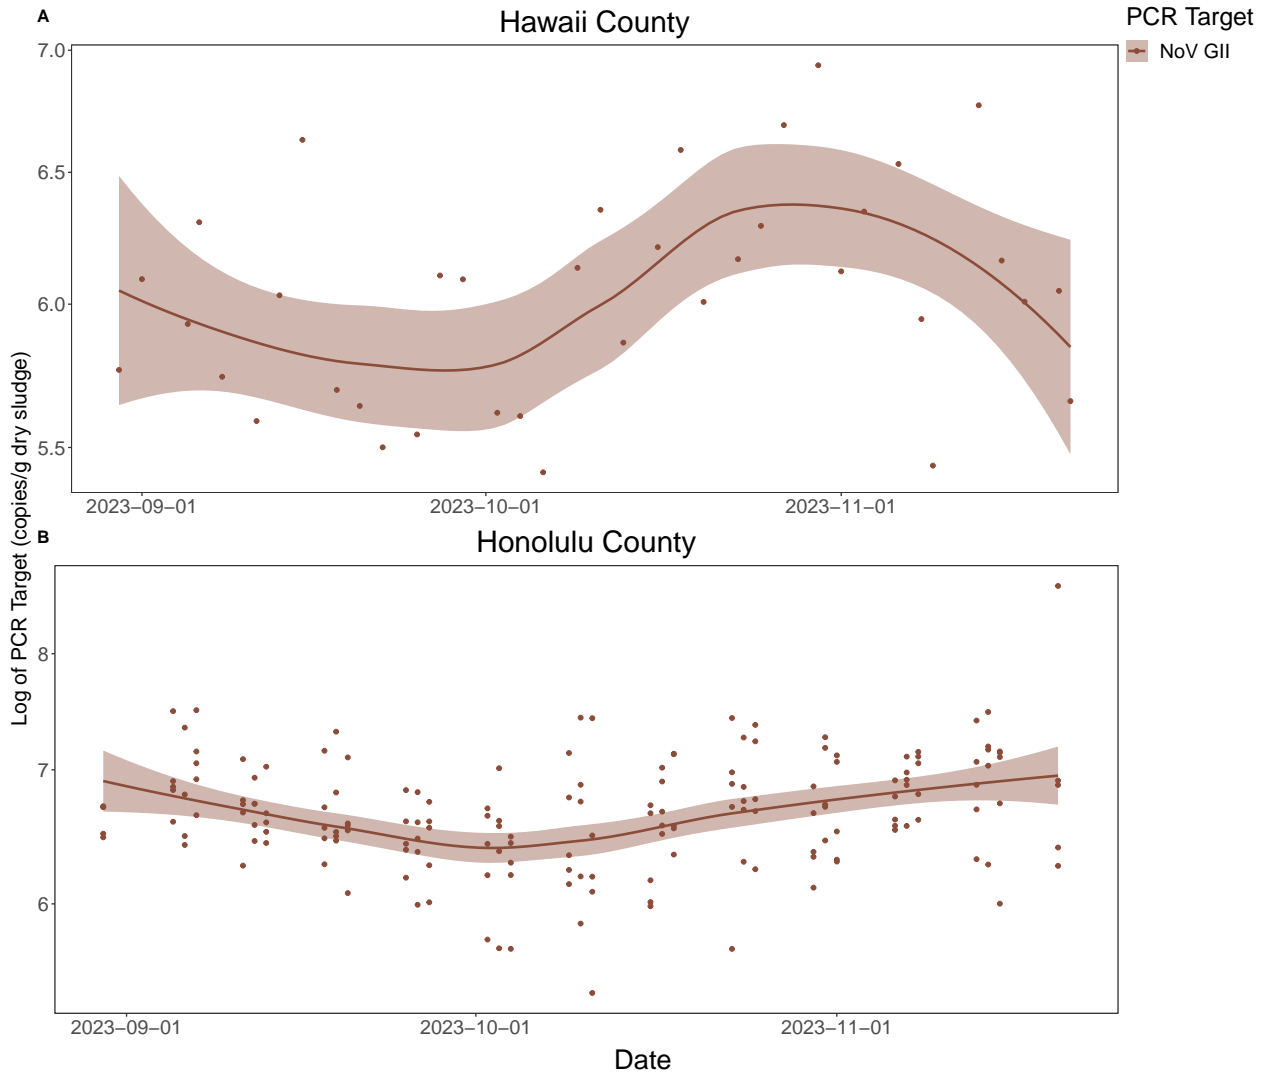 A
Hawaii County
PCR Target
NoV GII
7.0
6.5
6.0
5.5
2023−09−01
2023−10−01
2023−11−01
Log of PCR Target (copies/g dry sludge)
B
Honolulu County
8
7
6
2023−09−01
2023−10−01
2023−11−01
Date